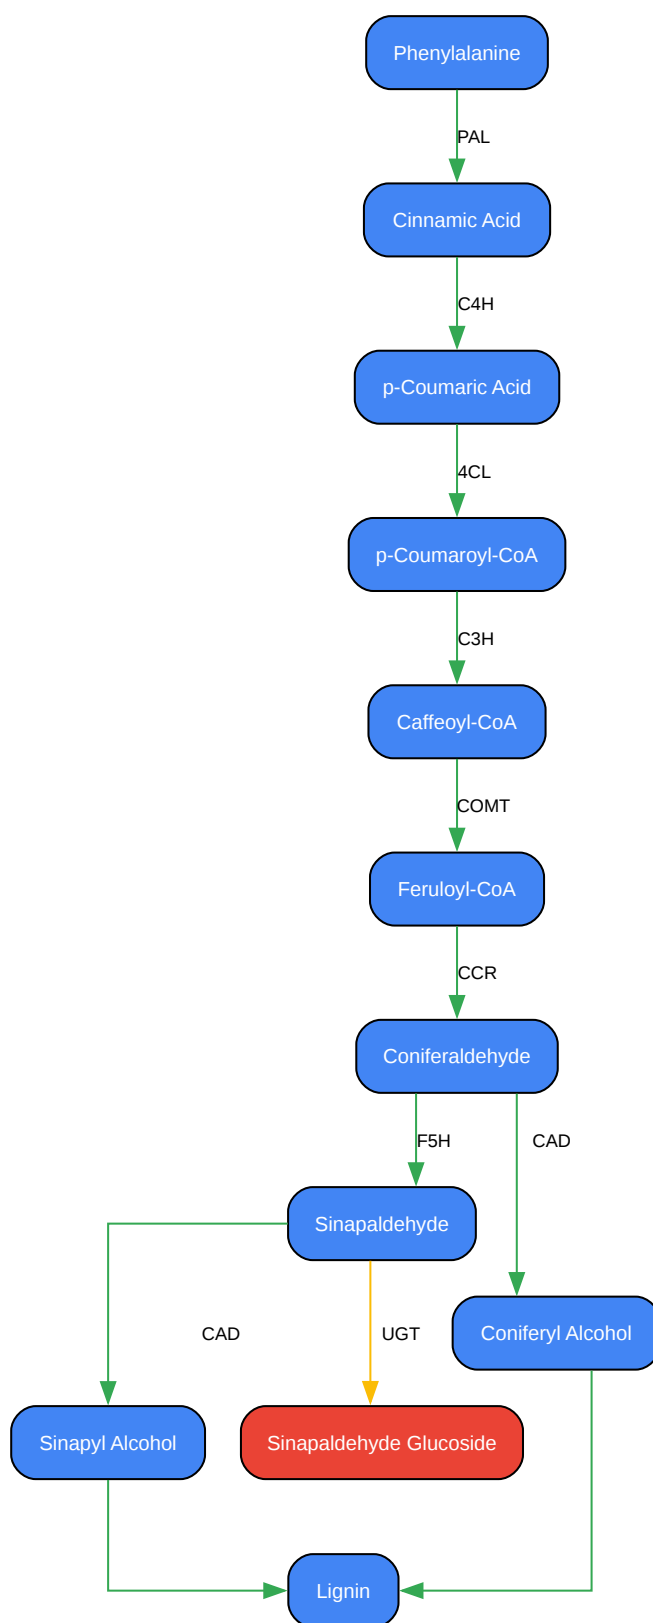 Phenylalanine
PAL
Cinnamic Acid
C4H
p-Coumaric Acid
4CL
p-Coumaroyl-CoA
C3H
Caffeoyl-CoA
COMT
Feruloyl-CoA
CCR
Coniferaldehyde
F5H
CAD
Sinapaldehyde
CAD
UGT
Coniferyl Alcohol
Sinapyl Alcohol
Sinapaldehyde Glucoside
Lignin